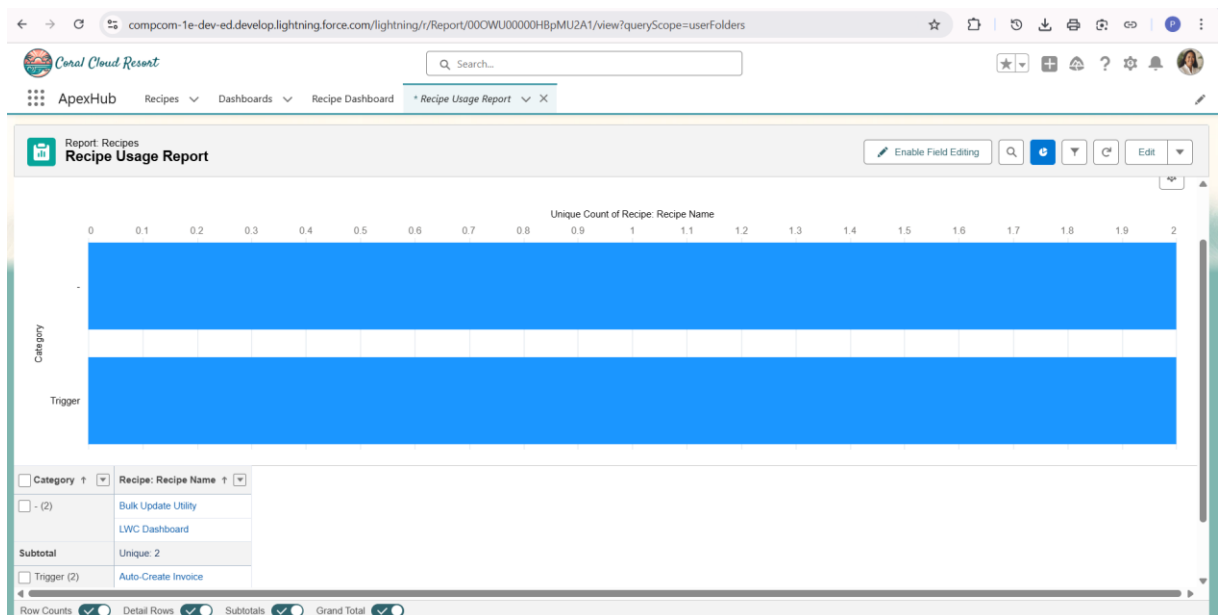 compcom-1e-dev-ed.develop.lightning.force.com/lightning/r/Report/00OWU00000HBpMU2A1/view?queryScope=userFolders
P
Coral Cloud Resort
Search...
ApexHub Recipes Dashboards Recipe Dashboard * Recipe Usage Report
Report: Recipes
Recipe Usage Report
Enable Field Editing
Edit
Unique Count of Recipe: Recipe Name
0 0.1 0.2 0.3 0.4 0.5 0.6 0.7 0.8 0.9 1 1.1 1.2 1.3 1.4 1.5 1.6 1.7 1.8 1.9 2
-
Category
Trigger
Category ↑ Recipe: Recipe Name ↑
- (2) Bulk Update Utility
LWC Dashboard
Subtotal Unique: 2
Trigger (2) Auto-Create Invoice
Row Counts Detail Rows Subtotals Grand Total